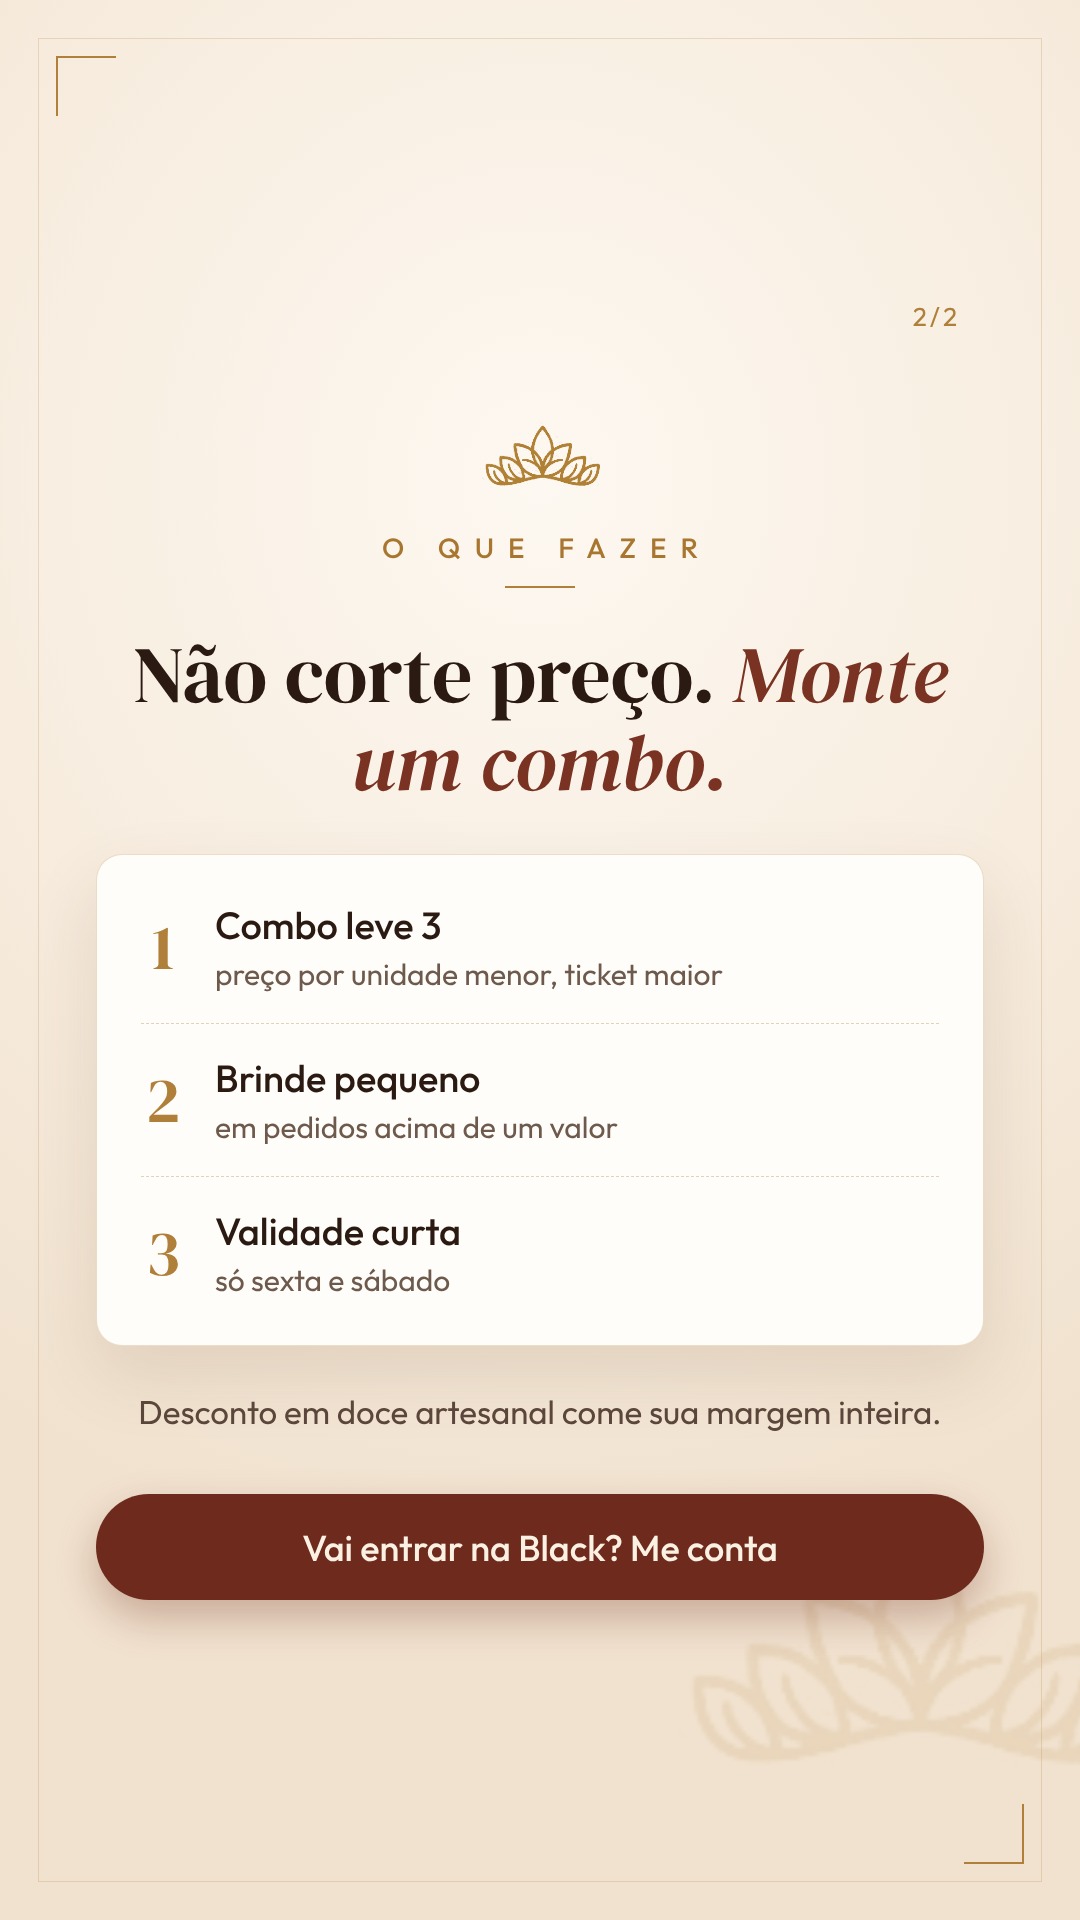 2/2
O QUE FAZER
Não corte preço. Monte
um combo.
1
Combo leve 3
preço por unidade menor, ticket maior
2
Brinde pequeno
em pedidos acima de um valor
3
Validade curta
só sexta e sábado
Desconto em doce artesanal come sua margem inteira.
Vai entrar na Black? Me conta